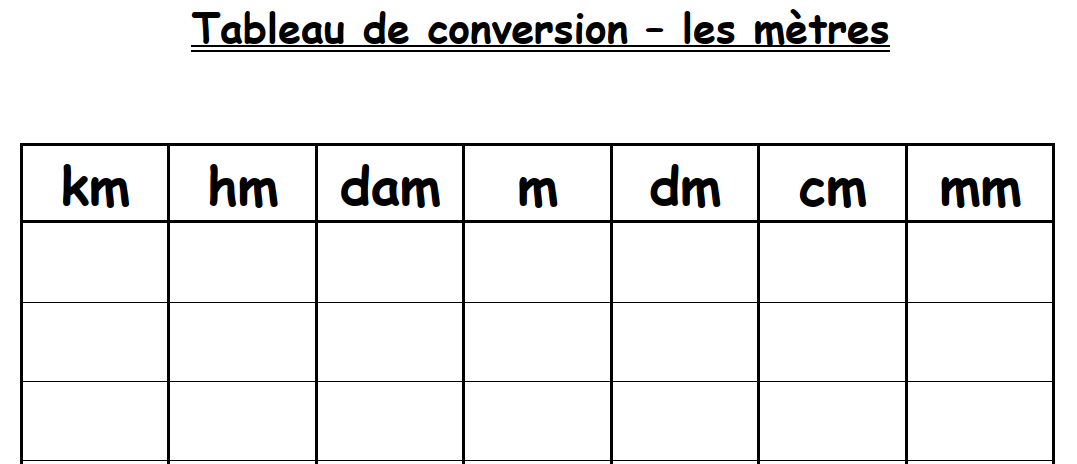 Tableau de conversion – les mètres
km hm dam m dm cm mm